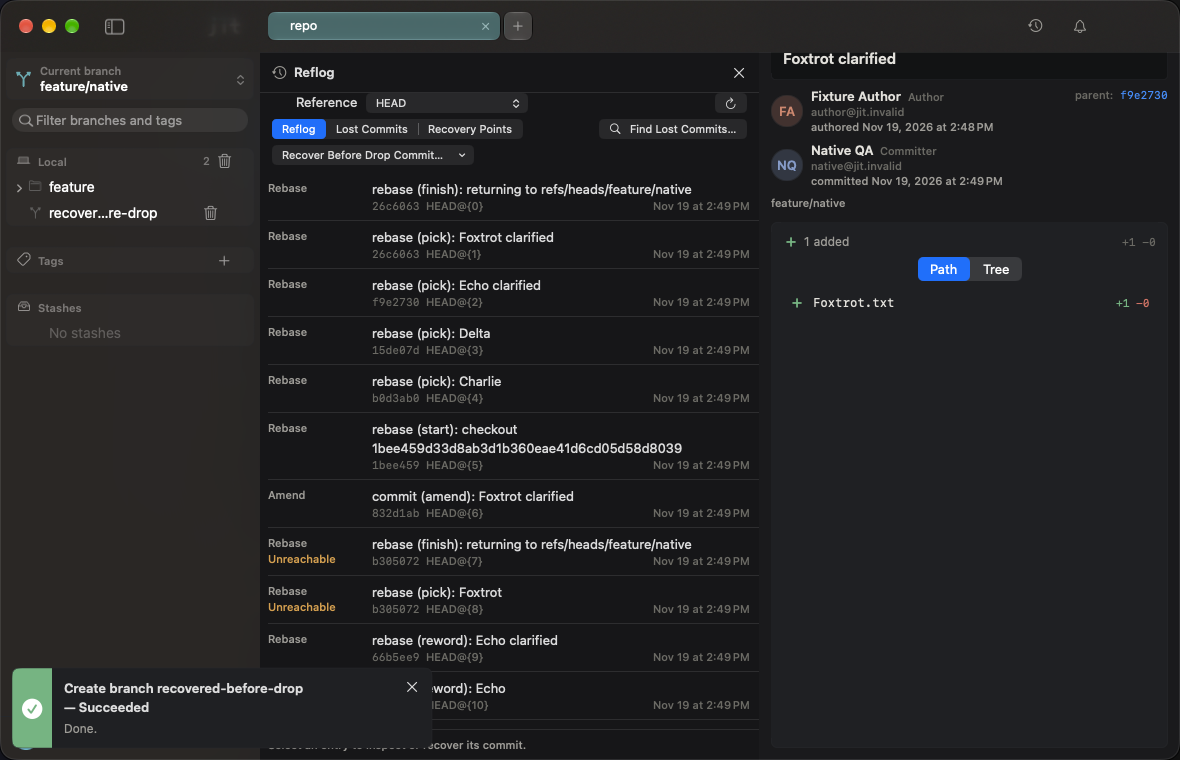 repo
Current branch
feature/native
Filter branches and tags
Local 2
feature
recover...re-drop
Tags
Stashes
No stashes
Reflog
Reference HEAD
Reflog Lost Commits Recovery Points Find Lost Commits...
Recover Before Drop Commit...
Rebase rebase (finish): returning to refs/heads/feature/native
26c6063 HEAD@{0} Nov 19 at 2:49 PM
Rebase rebase (pick): Foxtrot clarified
26c6063 HEAD@{1} Nov 19 at 2:49 PM
Rebase rebase (pick): Echo clarified
f9e2730 HEAD@{2} Nov 19 at 2:49 PM
Rebase rebase (pick): Delta
15de07d HEAD@{3} Nov 19 at 2:49 PM
Rebase rebase (pick): Charlie
b0d3ab0 HEAD@{4} Nov 19 at 2:49 PM
Rebase rebase (start): checkout
1bee459d33d8ab3d1b360eae41d6cd05d58d8039
1bee459 HEAD@{5} Nov 19 at 2:49 PM
Amend commit (amend): Foxtrot clarified
832d1ab HEAD@{6} Nov 19 at 2:49 PM
Rebase rebase (finish): returning to refs/heads/feature/native
Unreachable b305072 HEAD@{7} Nov 19 at 2:49 PM
Rebase rebase (pick): Foxtrot
Unreachable b305072 HEAD@{8} Nov 19 at 2:49 PM
Rebase rebase (reword): Echo clarified
66b5ee9 HEAD@{9} Nov 19 at 2:49 PM
eword): Echo
HEAD@{10} Nov 19 at 2:49 PM
recover its commit.
Create branch recovered-before-drop
— Succeeded
Done.
Foxtrot clarified
FA Foxture Author Author parent: f9e2730
author@jit.invalid
authored Nov 19, 2026 at 2:48 PM
NQ Native QA Committer
native@jit.invalid
committed Nov 19, 2026 at 2:49 PM
feature/native
+ 1 added +1 −0
Path Tree
+ Foxtrot.txt +1 −0